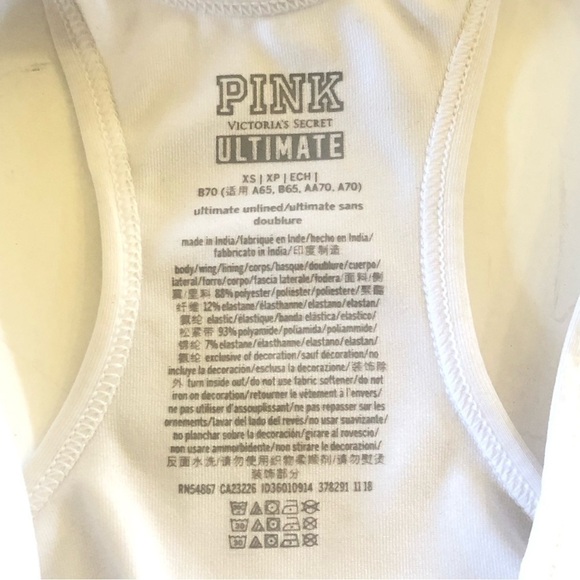 PINK
VICTORIA'S SECRET
ULTIMATE
XS | XP | ECH |
B70 (适用 A65, B65, AA70, A70)
ultimate unlined/ultimate sans
doublure
made in India/fabriqué en Inde/hecho en India/
fabbricato in India/印度制造
body/wing/lining/corps/basque/doublure/cuerpo/
lateral/forro/corpo/fascia laterale/fodera/面料/侧
翼/里料 88% polyester/poliester/poliestere/聚酯
纤维 12% elastane/élasthanne/elastano/elastan/
氨纶 elastic/élastique/banda elástica/elastico/
松紧带 93% polyamide/poliamida/poliammide/
锦纶 7% elastane/élasthanne/elastano/elastan/
氨纶 exclusive of decoration/sauf décoration/no
incluye la decoración/esclusa la decorazione/装饰除
外 turn inside out/do not use fabric softener/do not
iron on decoration/retourner le vêtement à l'envers/
ne pas utiliser d'assouplissant/ne pas repasser sur les
ornements/lavar del lado del revés/no usar suavizante/
no planchar sobre la decoración/girare al rovescio/
non usare ammorbidente/non stirare le decorazioni/
反面水洗/请勿使用织物柔顺剂/请勿熨烫
装饰部分
RN54867 CA23226 ID36010914 378291 11 18
30
30